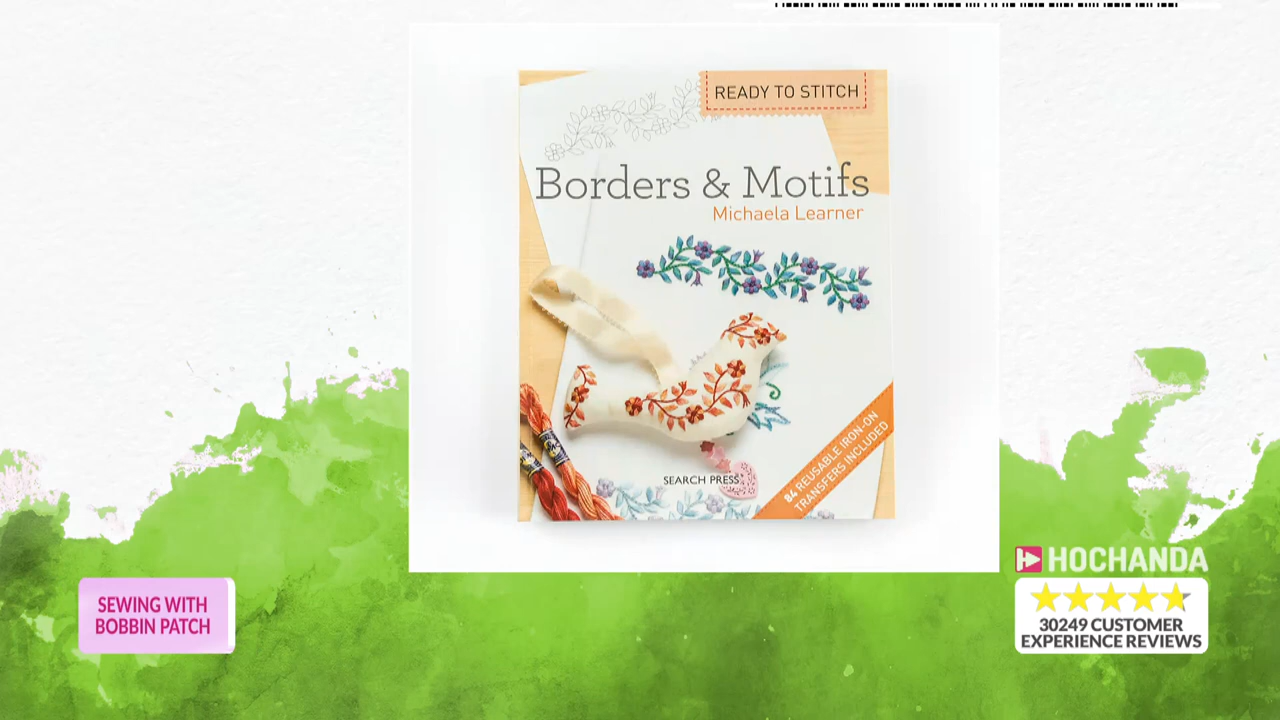 READY TO STITCH
Borders & Motifs
Michaela Learner
84 REUSABLE IRON-ON
TRANSFERS INCLUDED
SEARCH PRESS
SEWING WITH
BOBBIN PATCH
HOCHANDA
30249 CUSTOMER
EXPERIENCE REVIEWS